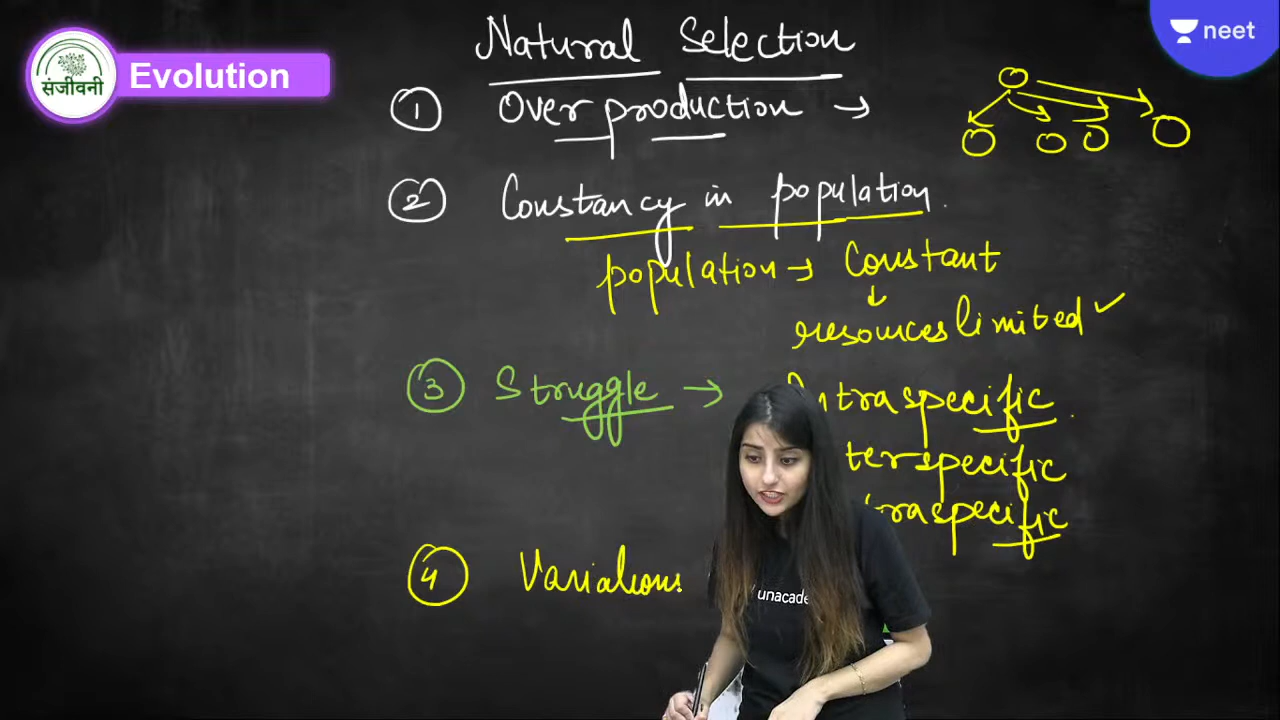 संजीवनी
Evolution
neet
Natural Selection
① Over production →
② Constancy in population.
population → Constant
↓
resources limited ✓
③ Struggle → Intraspecific.
terspecific
raspecific
④ Variations
unacade